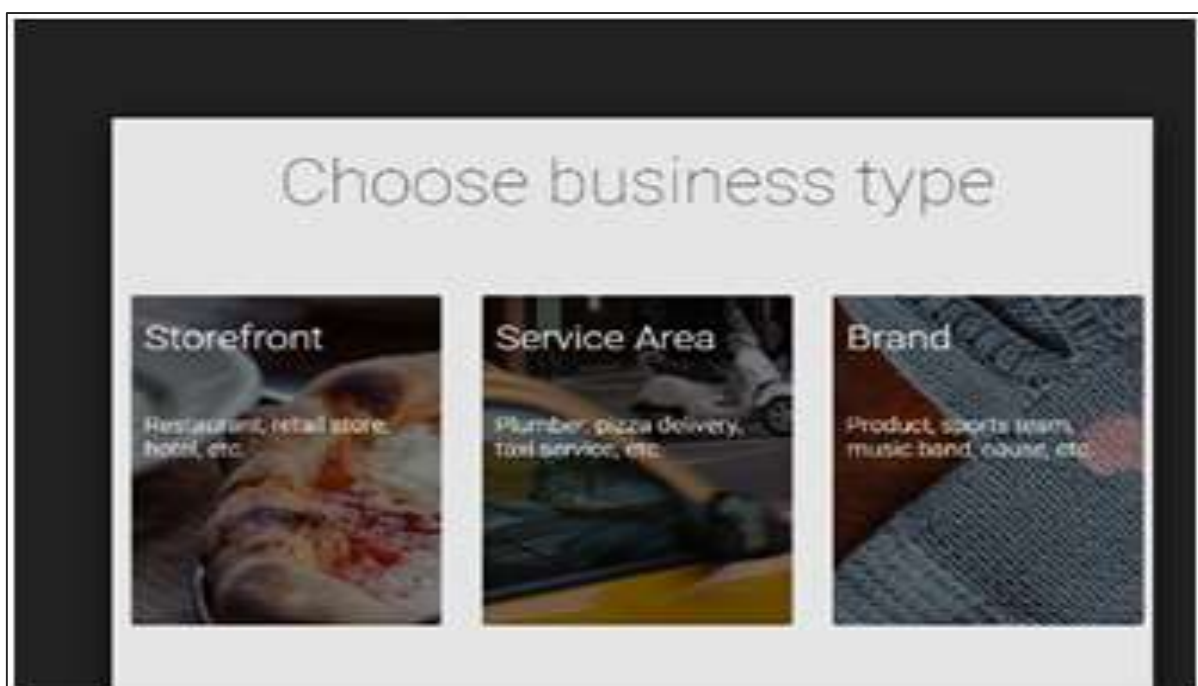 Choose business type
Storefront
Restaurant, retail store,
hotel, etc.
Service Area
Plumber, pizza delivery,
taxi service, etc.
Brand
Product, sports team,
music band, cause, etc.